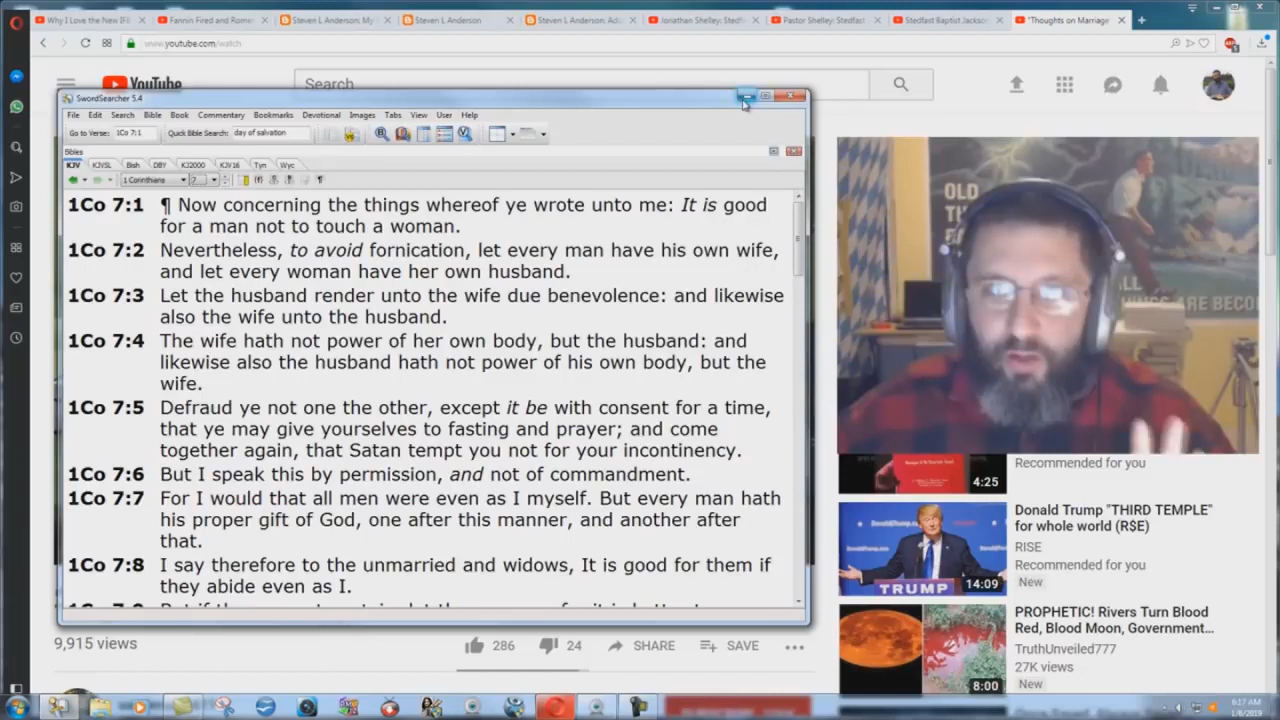 Why I Love the New IFB
Fannin Fired and Rome
Steven L Anderson: My
Steven L Anderson
Steven L Anderson: Ad
Jonathan Shelley: Stedf
Pastor Shelley: Stedfast
Stedfast Baptist Jackson
"Thoughts on Marriage
www.youtube.com/watch
YouTube
Search
SwordSearcher 5.4
File Edit Bible Book Commentary Bookmarks Devotional Images Tabs View User Help
Go to Verse: 1Co 7:1 Quick Bible Search: day of salvation
Bibles
KJV KJVSL Bish DBY KJ2000 KJV16 Tyn Wyc
1 Corinthians 7
1Co 7:1 ¶ Now concerning the things whereof ye wrote unto me: It is good
for a man not to touch a woman.
1Co 7:2 Nevertheless, to avoid fornication, let every man have his own wife,
and let every woman have her own husband.
1Co 7:3 Let the husband render unto the wife due benevolence: and likewise
also the wife unto the husband.
1Co 7:4 The wife hath not power of her own body, but the husband: and
likewise also the husband hath not power of his own body, but the
wife.
1Co 7:5 Defraud ye not one the other, except it be with consent for a time,
that ye may give yourselves to fasting and prayer; and come
together again, that Satan tempt you not for your incontinency.
1Co 7:6 But I speak this by permission, and not of commandment.
1Co 7:7 For I would that all men were even as I myself. But every man hath
his proper gift of God, one after this manner, and another after
that.
1Co 7:8 I say therefore to the unmarried and widows, It is good for them if
they abide even as I.
OLD
ARE BECO
Recommended for you
4:25
Donald Trump "THIRD TEMPLE"
for whole world (R$E)
RISE
Recommended for you
New
TRUMP
14:09
PROPHETIC! Rivers Turn Blood
Red, Blood Moon, Government...
TruthUnveiled777
27K views
New
8:00
9,915 views
286
24
SHARE
SAVE
6:17 AM
1/8/2019